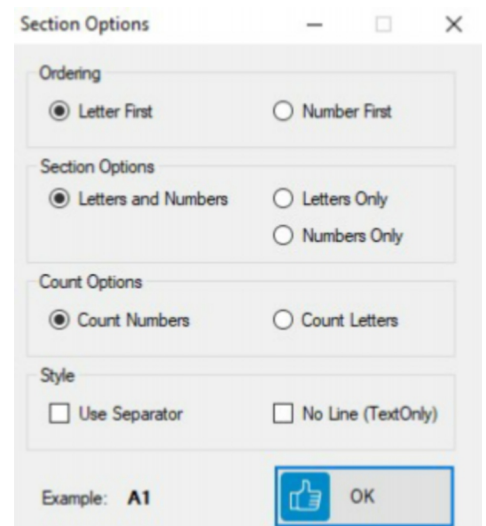 Section Options
Ordering
Letter First Number First
Section Options
Letters and Numbers Letters Only
Numbers Only
Count Options
Count Numbers Count Letters
Style
Use Separator No Line (TextOnly)
Example: A1 OK